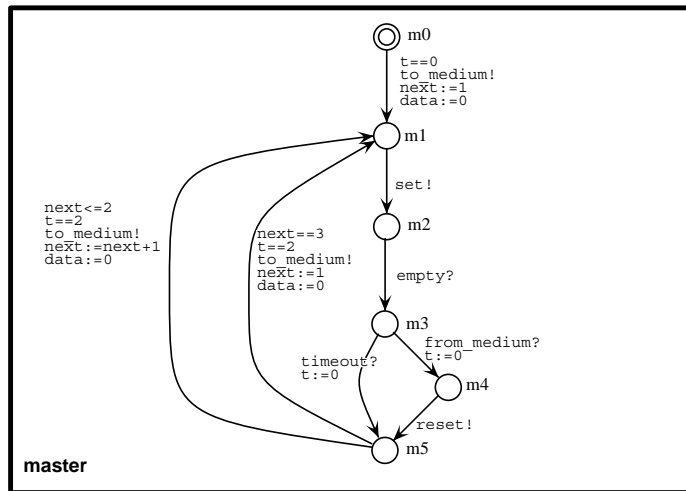 m0
t==0
to_medium!
next:=1
data:=0
m1
set!
m2
next<=2
t==2
to_medium!
next:=next+1
data:=0
next==3
t==2
to_medium!
next:=1
data:=0
empty?
m3
from_medium?
t:=0
timeout?
t:=0
m4
reset!
m5
master